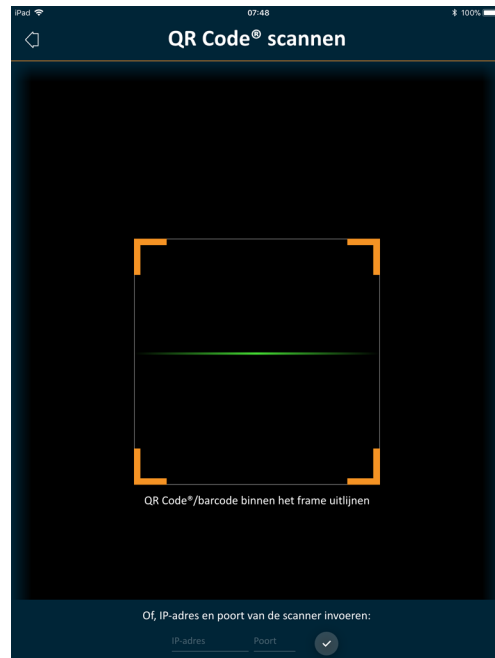 iPad 07:48 100%
QR Code® scannen
QR Code®/barcode binnen het frame uitlijnen
Of, IP-adres en poort van de scanner invoeren:
IP-adres Poort